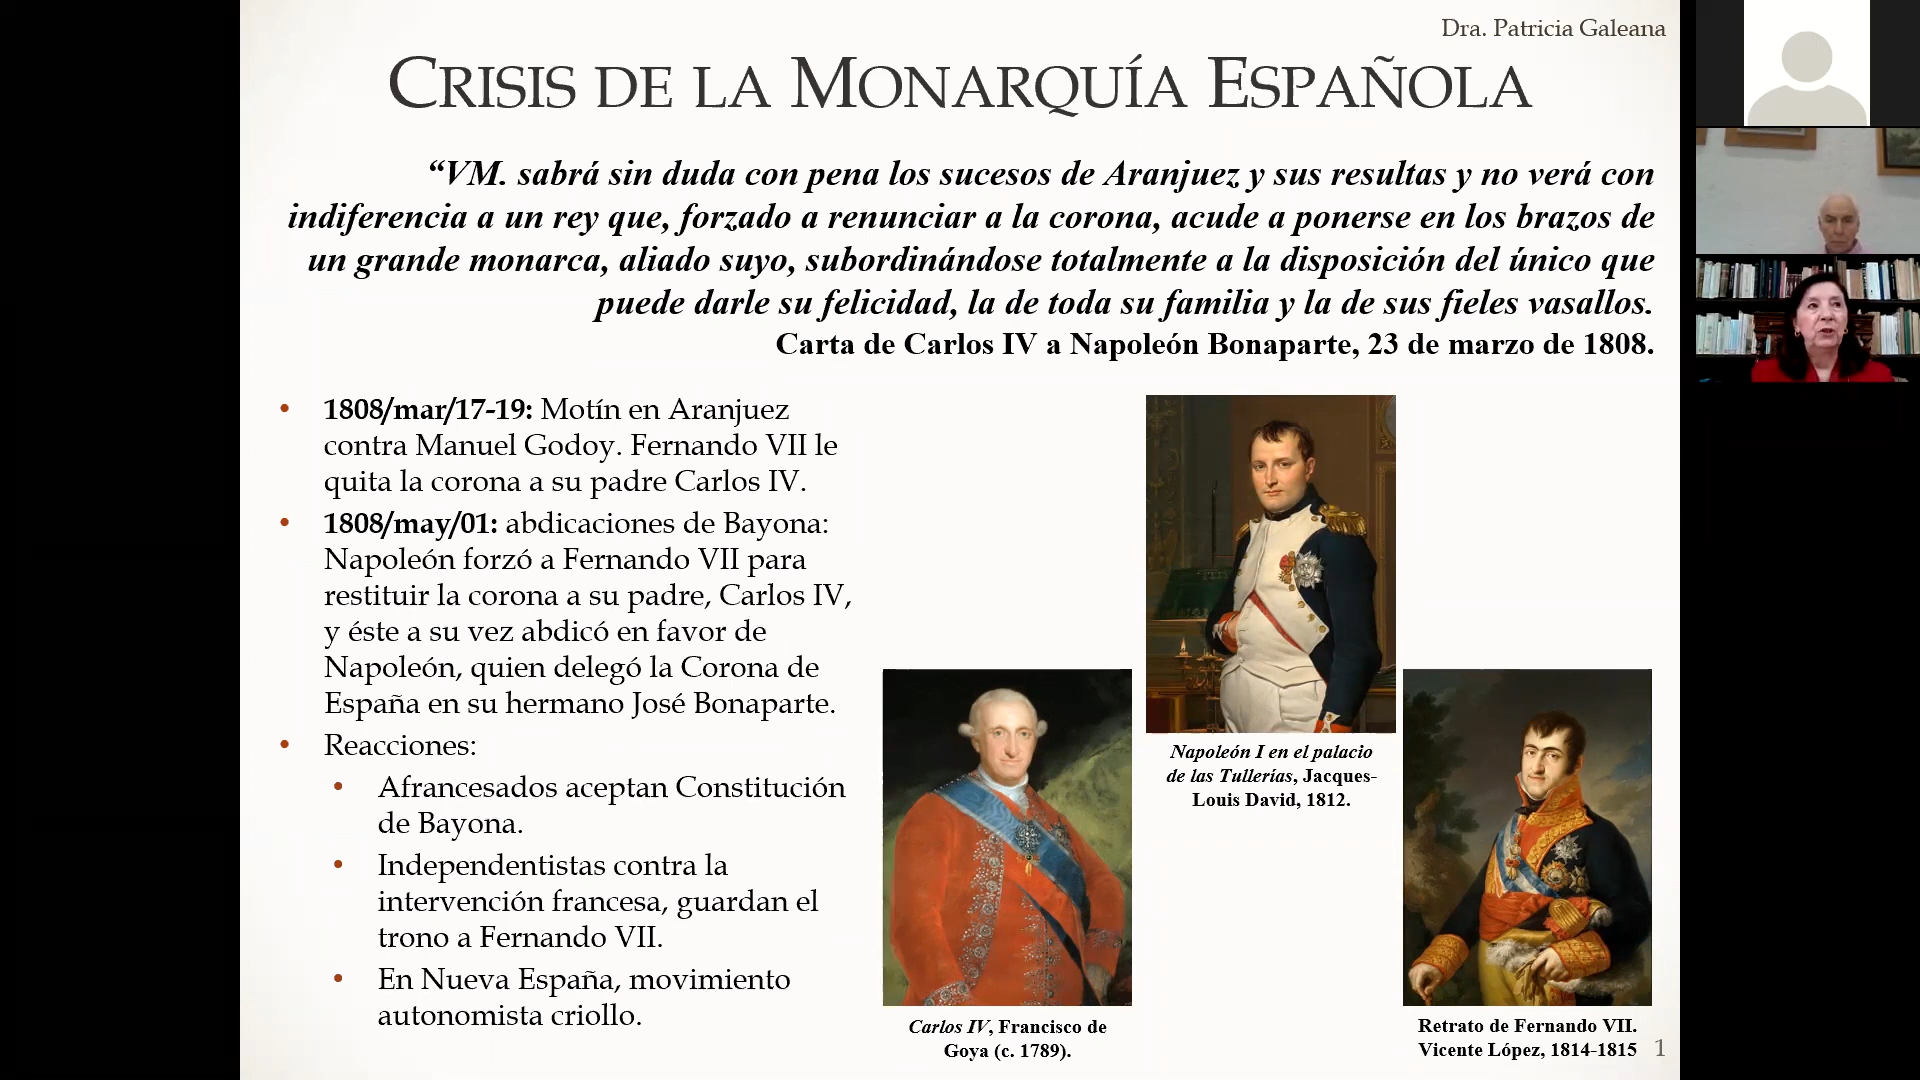 Dra. Patricia Galeana
CRISIS DE LA MONARQUÍA ESPAÑOLA
“VM. sabrá sin duda con pena los sucesos de Aranjuez y sus resultas y no verá con
indiferencia a un rey que, forzado a renunciar a la corona, acude a ponerse en los brazos de
un grande monarca, aliado suyo, subordinándose totalmente a la disposición del único que
puede darle su felicidad, la de toda su familia y la de sus fieles vasallos.
Carta de Carlos IV a Napoleón Bonaparte, 23 de marzo de 1808.
• 1808/mar/17-19: Motín en Aranjuez
contra Manuel Godoy. Fernando VII le
quita la corona a su padre Carlos IV.
• 1808/may/01: abdicaciones de Bayona:
Napoleón forzó a Fernando VII para
restituir la corona a su padre, Carlos IV,
y éste a su vez abdicó en favor de
Napoleón, quien delegó la Corona de
España en su hermano José Bonaparte.
• Reacciones:
• Afrancesados aceptan Constitución
de Bayona.
• Independentistas contra la
intervención francesa, guardan el
trono a Fernando VII.
• En Nueva España, movimiento
autonomista criollo.
Napoleón I en el palacio
de las Tullerías, Jacques-
Louis David, 1812.
Carlos IV, Francisco de
Goya (c. 1789).
Retrato de Fernando VII.
Vicente López, 1814-1815
1